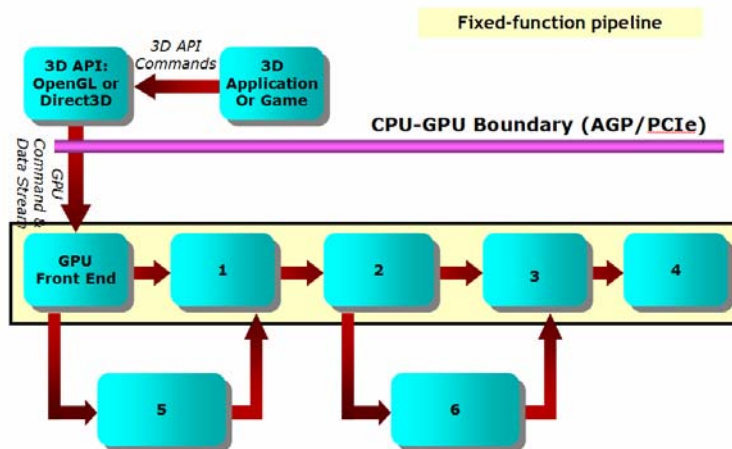 Fixed-function pipeline
3D API
Commands
3D API:
OpenGL or
Direct3D
3D
Application
Or Game
CPU-GPU Boundary (AGP/PCIe)
GPU
Command &
Data Stream
GPU
Front End
1
2
3
4
5
6